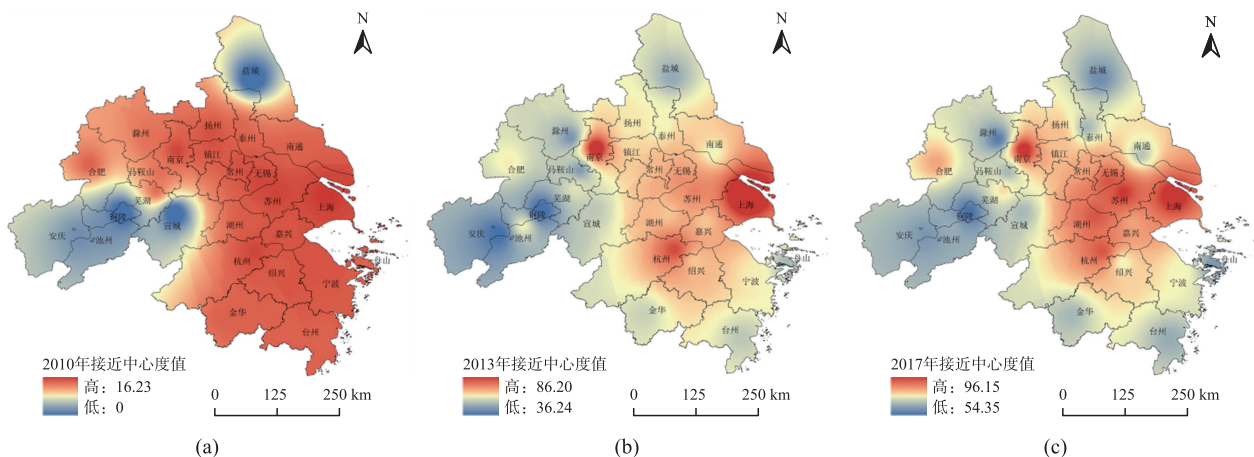 N
盐城
扬州
滁州
泰州
南京
镇江
南通
合肥
马鞍山
常州
无锡
芜湖
苏州
上海
铜陵
安庆
池州
宣城
湖州
嘉兴
杭州
绍兴
宁波
舟山
金华
台州
2010年接近中心度值
高：16.23
低：0
0 125 250 km
(a)
N
盐城
扬州
滁州
泰州
南京
镇江
南通
合肥
马鞍山
常州
无锡
芜湖
苏州
上海
铜陵
安庆
池州
宣城
湖州
嘉兴
杭州
绍兴
宁波
舟山
金华
台州
2013年接近中心度值
高：86.20
低：36.24
0 125 250 km
(b)
N
盐城
扬州
滁州
泰州
南京
镇江
南通
合肥
马鞍山
常州
无锡
芜湖
苏州
上海
铜陵
安庆
池州
宣城
湖州
嘉兴
杭州
绍兴
宁波
舟山
金华
台州
2017年接近中心度值
高：96.15
低：54.35
0 125 250 km
(c)